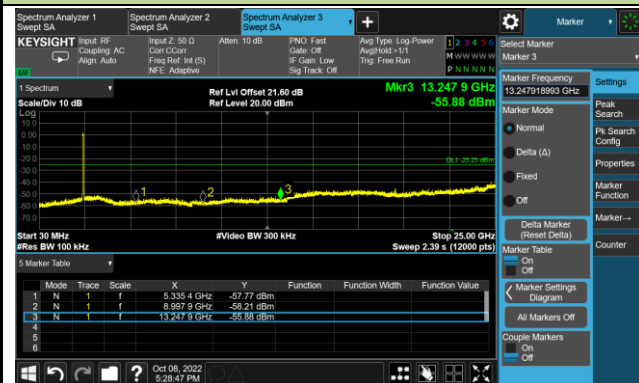 Spectrum Analyzer 1
Swept SA
Spectrum Analyzer 2
Swept SA
Spectrum Analyzer 3
Swept SA
Marker
KEYSIGHT
Input: RF
Coupling: AC
Align: Auto
Input Z: 50 Ω
Corr CCorr
Freq Ref: Int (S)
NFE: Adaptive
Atten: 10 dB
PNO: Fast
Gate: Off
IF Gain: Low
Sig Track: Off
Avg Type: Log-Power
Avg|Hold:>1/1
Trig: Free Run
1 2 3 4 5 6
M W W W W W
P N N N N N
LXI
1 Spectrum
Scale/Div 10 dB
Ref Lvl Offset 21.60 dB
Ref Level 20.00 dBm
Mkr3 13.247 9 GHz
-55.88 dBm
Log
10.0
0.00
-10.0
-20.0
-30.0
-40.0
-50.0
-60.0
-70.0
DL1 -25.25 dBm
1
2
3
Start 30 MHz
#Res BW 100 kHz
#Video BW 300 kHz
Stop 25.00 GHz
Sweep 2.39 s (12000 pts)
5 Marker Table
Mode Trace Scale X Y Function Function Width Function Value
1 N 1 f 5.335 4 GHz -57.77 dBm
2 N 1 f 8.997 9 GHz -58.21 dBm
3 N 1 f 13.247 9 GHz -55.88 dBm
4
5
6
Oct 08, 2022
5:28:47 PM
Select Marker
Marker 3
Marker Frequency
13.247918993 GHz
Marker Mode
Normal
Delta (Δ)
Fixed
Off
Delta Marker
(Reset Delta)
Marker Table
On
Off
Marker Settings
Diagram
All Markers Off
Couple Markers
On
Off
Settings
Peak
Search
Pk Search
Config
Properties
Marker
Function
Marker→
Counter